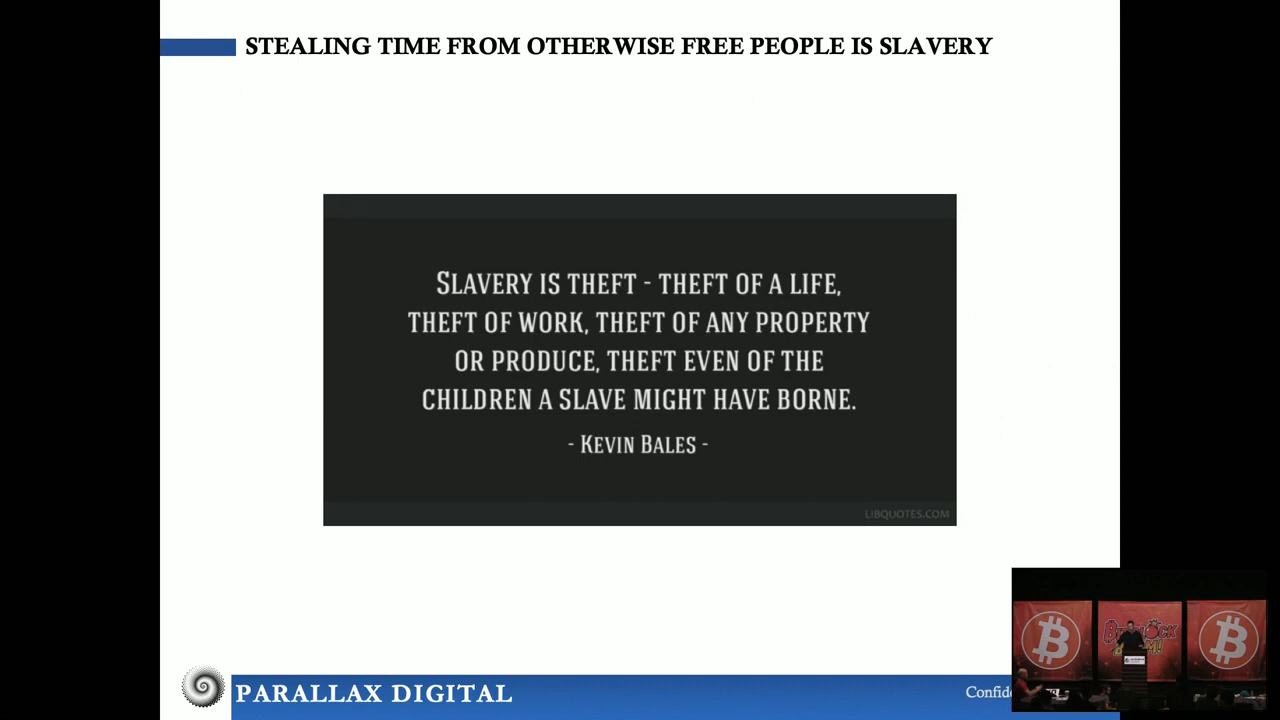 STEALING TIME FROM OTHERWISE FREE PEOPLE IS SLAVERY
SLAVERY IS THEFT - THEFT OF A LIFE,
THEFT OF WORK, THEFT OF ANY PROPERTY
OR PRODUCE, THEFT EVEN OF THE
CHILDREN A SLAVE MIGHT HAVE BORNE.
- KEVIN BALES -
LIBQUOTES.COM
PARALLAX DIGITAL